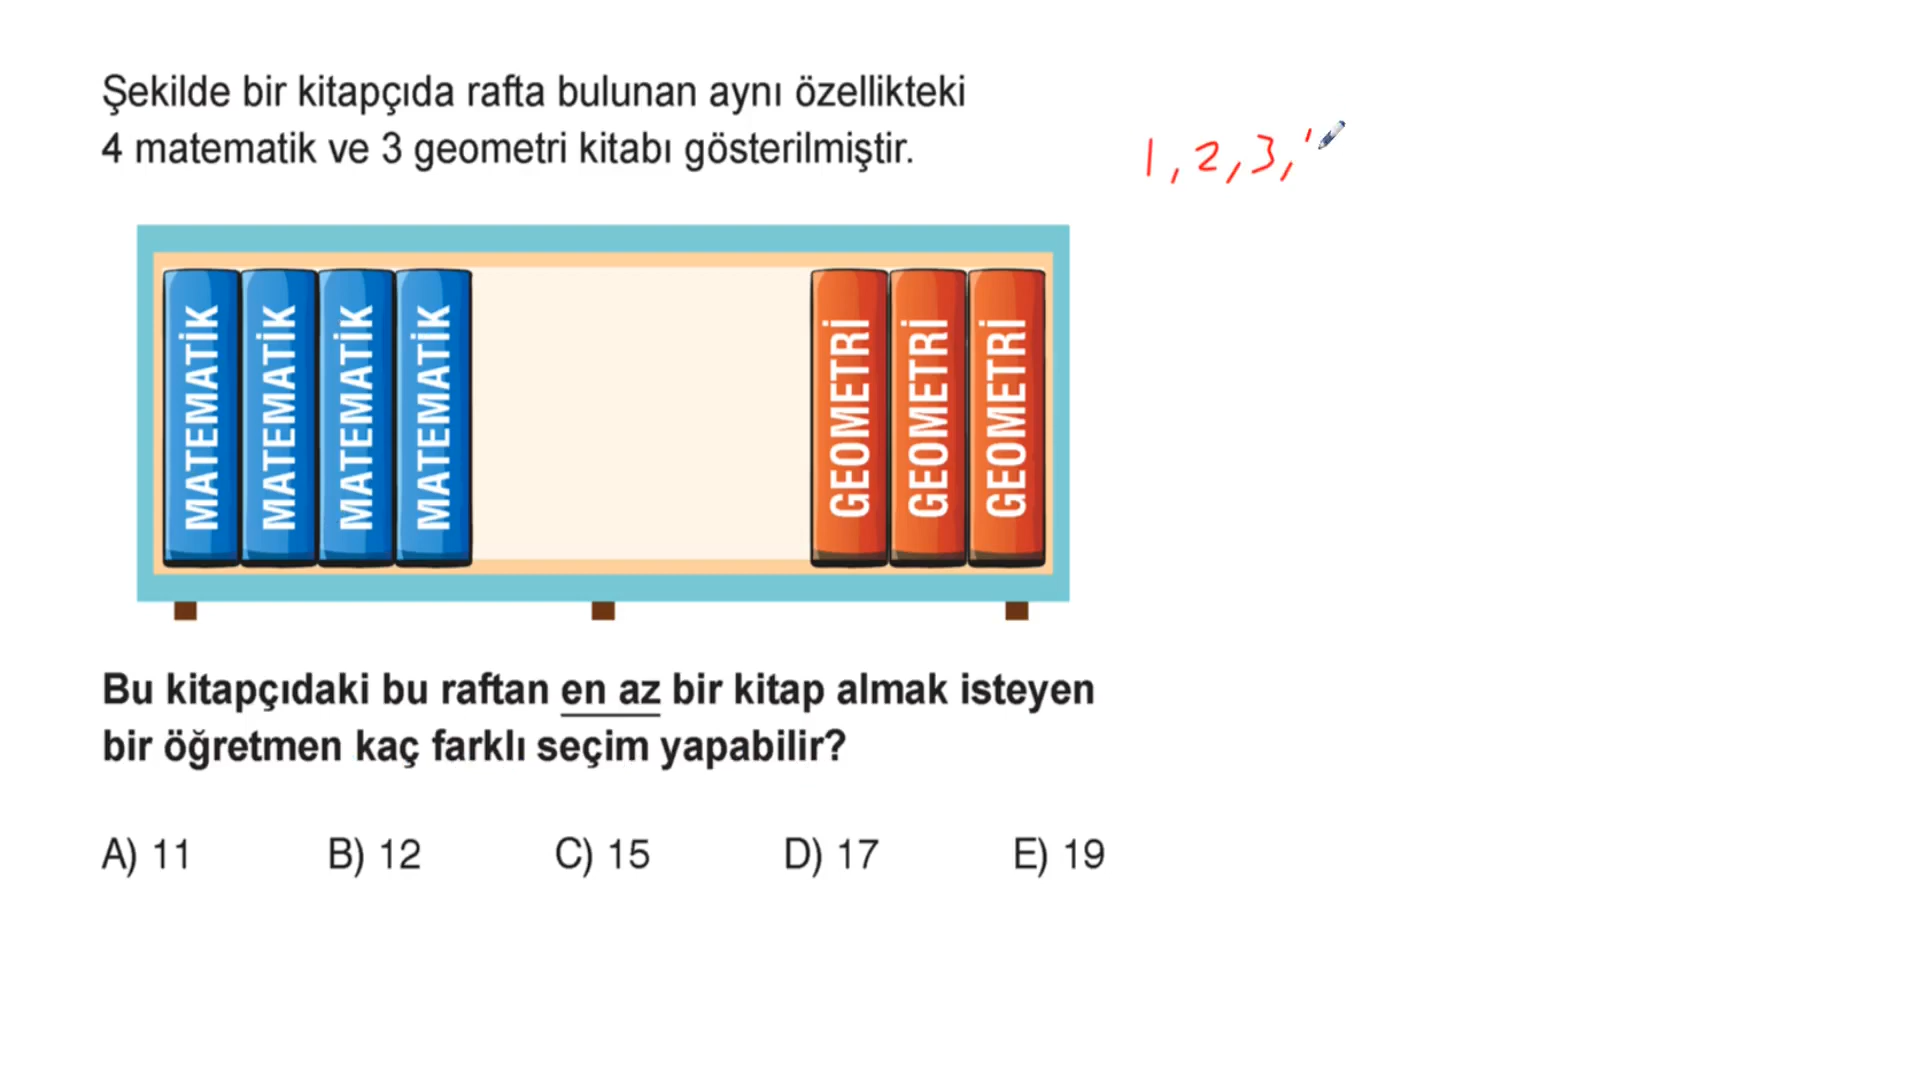 Şekilde bir kitapçıda rafta bulunan aynı özellikteki
4 matematik ve 3 geometri kitabı gösterilmiştir.
1, 2, 3,
MATEMATİK
MATEMATİK
MATEMATİK
MATEMATİK
GEOMETRİ
GEOMETRİ
GEOMETRİ
Bu kitapçıdaki bu raftan en az bir kitap almak isteyen
bir öğretmen kaç farklı seçim yapabilir?
A) 11 B) 12 C) 15 D) 17 E) 19